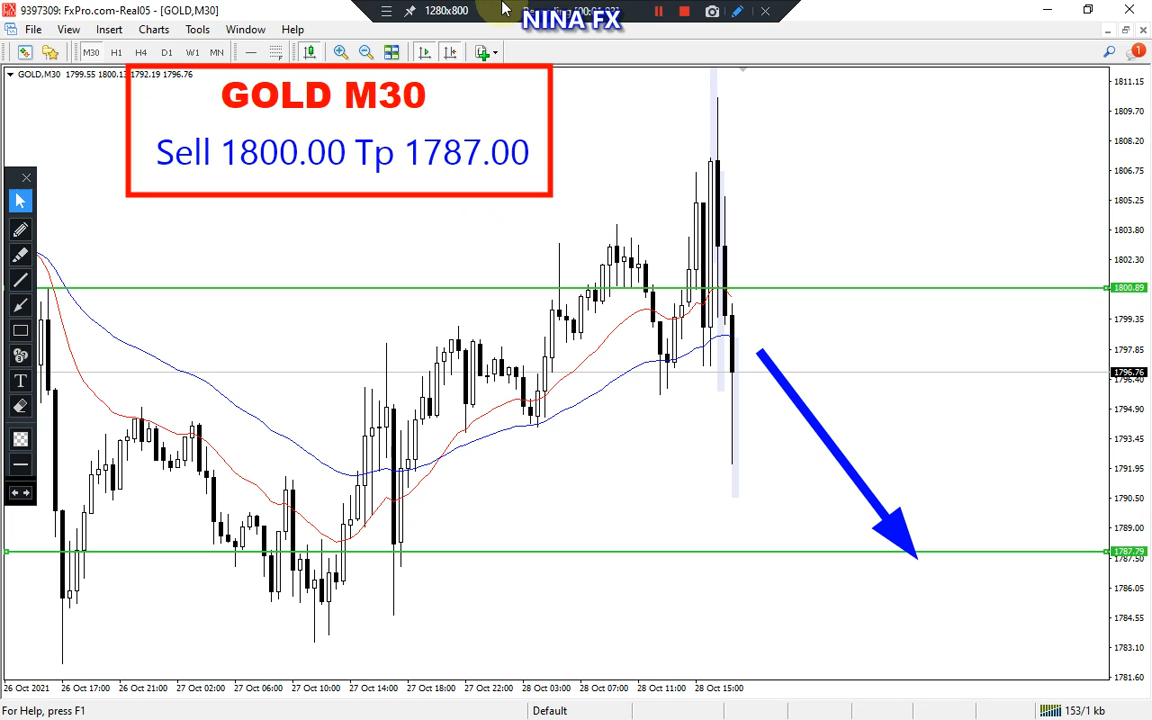 9397309: FxPro.com-Real05 - [GOLD,M30]
1280x800
NINA FX
File View Insert Charts Tools Window Help
M30 H1 H4 D1 W1 MN
1
GOLD,M30 1799.55 1800.13 1792.19 1796.76
GOLD M30
Sell 1800.00 Tp 1787.00
T
1811.15
1809.70
1808.20
1806.75
1805.25
1803.80
1802.30
1800.89
1799.35
1797.85
1796.76
1796.40
1794.90
1793.45
1791.95
1790.50
1789.00
1787.79
1787.50
1786.05
1784.55
1783.10
1781.60
26 Oct 2021 26 Oct 17:00 26 Oct 21:00 27 Oct 02:00 27 Oct 06:00 27 Oct 10:00 27 Oct 14:00 27 Oct 18:00 27 Oct 22:00 28 Oct 03:00 28 Oct 07:00 28 Oct 11:00 28 Oct 15:00
For Help, press F1
Default
153/1 kb